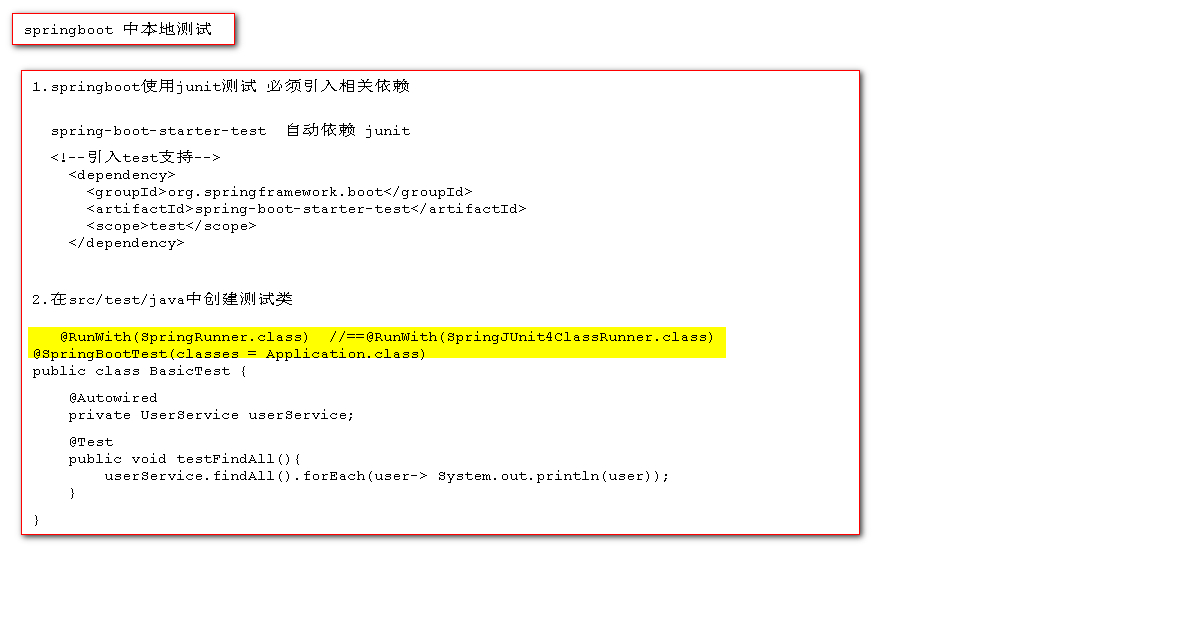 springboot 中本地测试
1.springboot使用junit测试 必须引入相关依赖
spring-boot-starter-test  自动依赖 junit
<!--引入test支持-->
<dependency>
<groupId>org.springframework.boot</groupId>
<artifactId>spring-boot-starter-test</artifactId>
<scope>test</scope>
</dependency>
2.在src/test/java中创建测试类
@RunWith(SpringRunner.class)  //==@RunWith(SpringJUnit4ClassRunner.class)
@SpringBootTest(classes = Application.class)
public class BasicTest {
@Autowired
private UserService userService;
@Test
public void testFindAll(){
userService.findAll().forEach(user-> System.out.println(user));
}
}